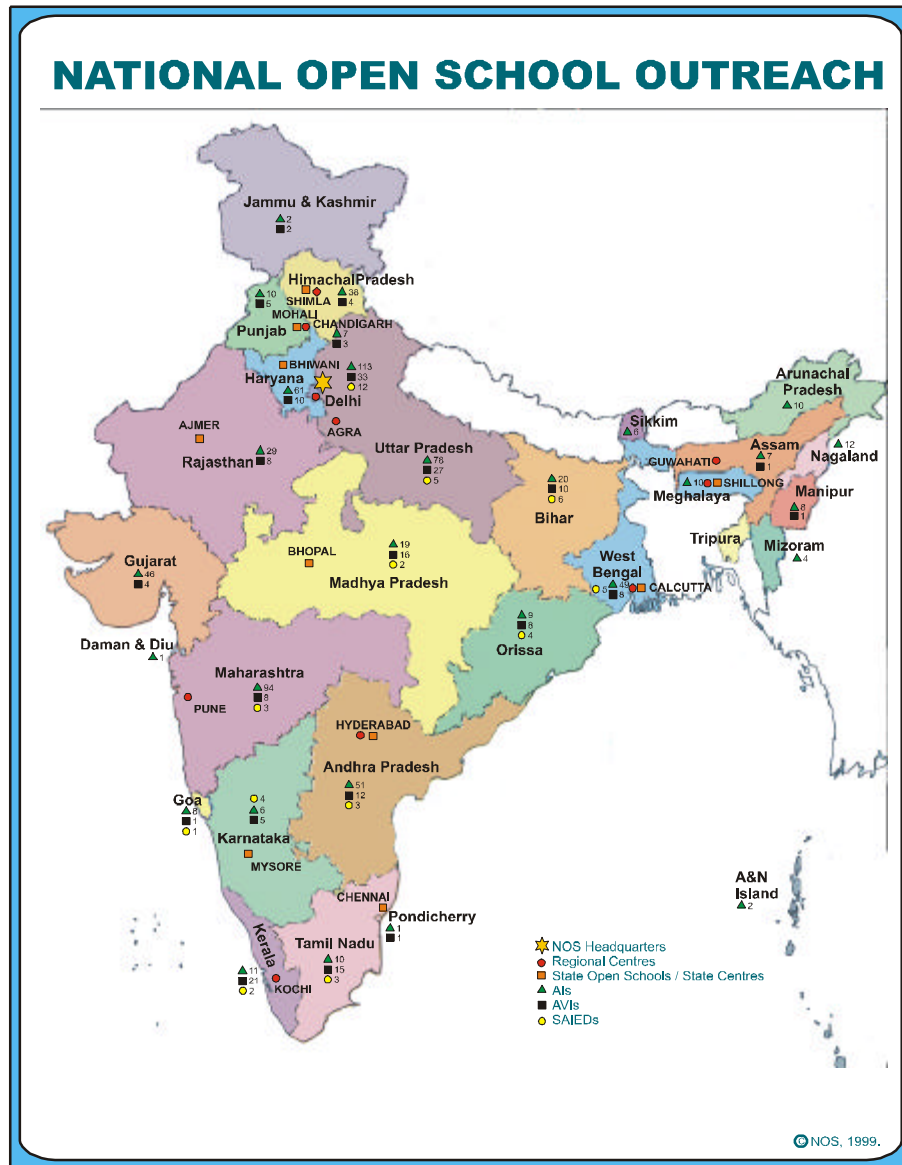 NATIONAL OPEN SCHOOL OUTREACH
Jammu & Kashmir
2
2
HimachalPradesh
SHIMLA
38
4
10
5
MOHALI
Punjab
CHANDIGARH
7
3
BHIWANI
Haryana
61
10
113
33
12
Delhi
AGRA
AJMER
Rajasthan
29
8
Uttar Pradesh
78
27
5
Sikkim
6
Arunachal
Pradesh
10
Assam
7
1
12
Nagaland
GUWAHATI
10
SHILLONG
Meghalaya
Manipur
8
1
Tripura
Mizoram
4
20
10
6
Bihar
West
Bengal
5
49
8
CALCUTTA
Gujarat
46
4
BHOPAL
19
16
2
Madhya Pradesh
9
8
4
Orissa
Daman & Diu
1
Maharashtra
94
8
3
PUNE
HYDERABAD
Andhra Pradesh
51
12
3
Goa
8
1
1
4
6
5
Karnataka
MYSORE
CHENNAI
Pondicherry
1
1
A&N
Island
2
Kerala
11
21
2
KOCHI
Tamil Nadu
10
15
3
NOS Headquarters
Regional Centres
State Open Schools / State Centres
AIs
AVIs
SAIEDs
© NOS, 1999.